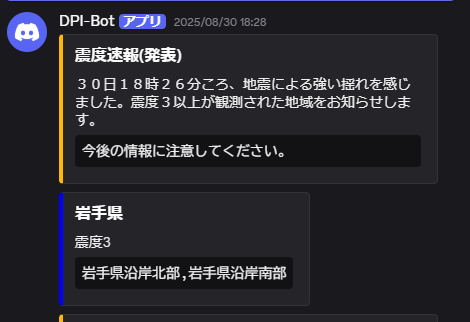 DPI-Bot アプリ 2025/08/30 18:28
震度速報(発表)
３０日１８時２６分ころ、地震による強い揺れを感じ
ました。震度３以上が観測された地域をお知らせしま
す。
今後の情報に注意してください。
岩手県
震度3
岩手県沿岸北部,岩手県沿岸南部